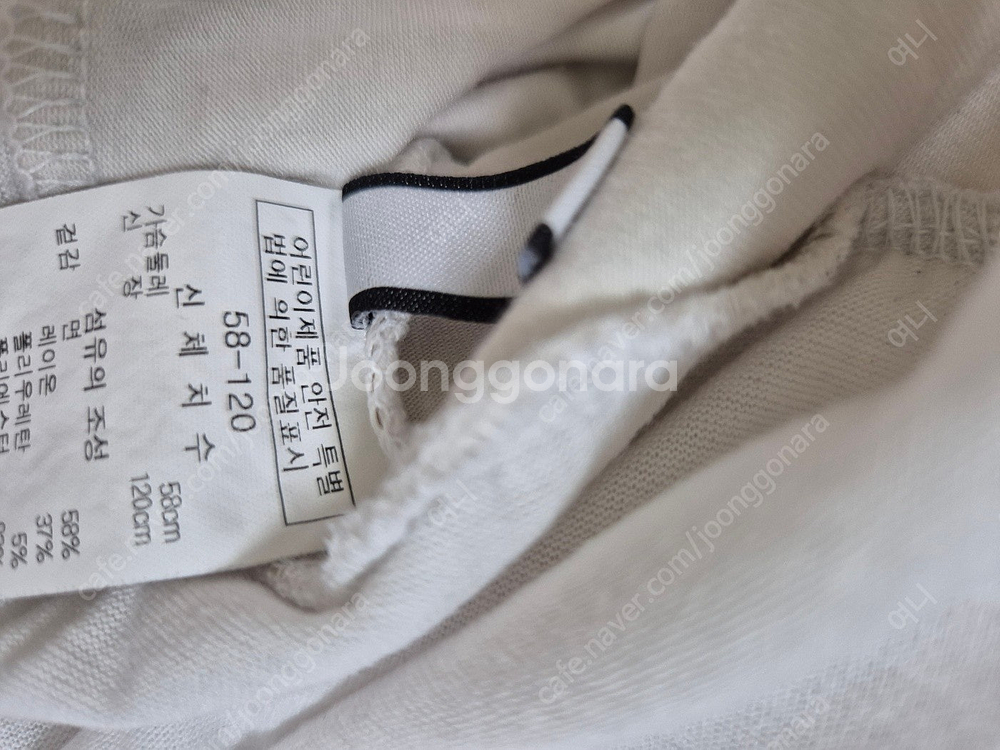 어린이제품 안전 특별
법에 의한 품질표시
58-120
신 체 치 수
가슴둘레 58cm
신 장 120cm
겉감
섬유의 조성
면 58%
레이온 37%
폴리우레탄 5%
Joonggonara
cafe.naver.com/joonggonara
여니